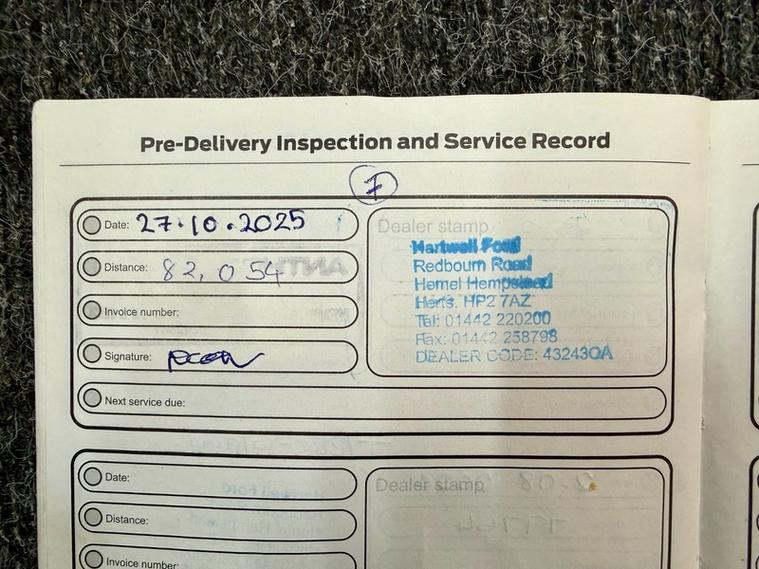 Pre-Delivery Inspection and Service Record
7
Date: 27.10.2025
Distance: 82,054
Invoice number:
Signature:
Next service due:
Dealer stamp
Hartwell Ford
Redbourn Road
Hemel Hempstead
Herts. HP2 7AZ
Tel: 01442 220200
Fax: 01442 258798
DEALER CODE: 43243QA
Date:
Distance:
Invoice number:
Dealer stamp